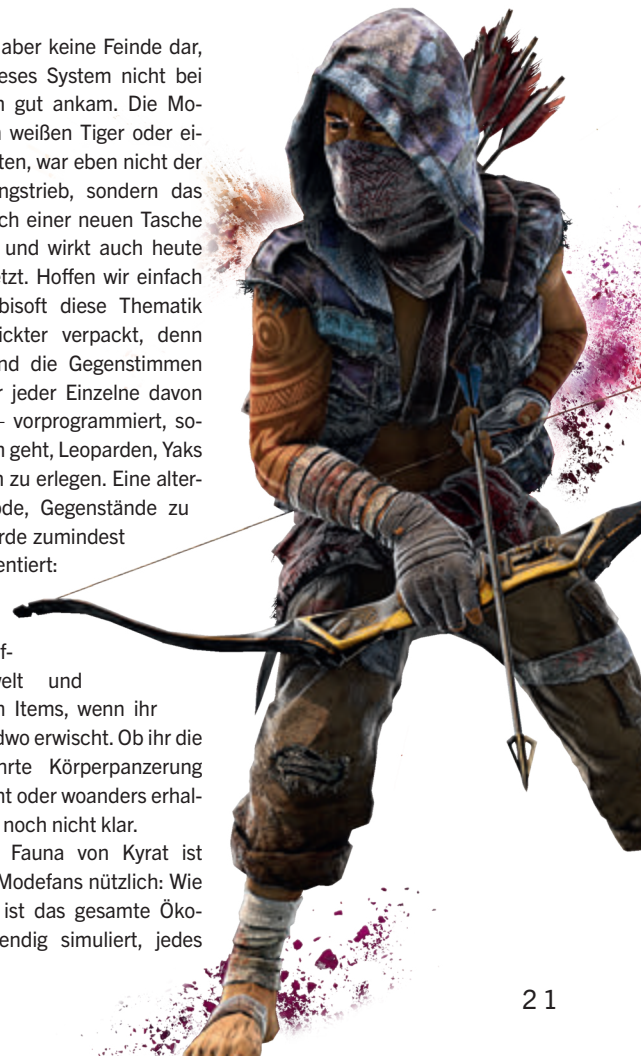 aber keine Feinde dar,
eses System nicht bei
n gut ankam. Die Mo-
n weißen Tiger oder ei-
ten, war eben nicht der
ngstrieb, sondern das
ch einer neuen Tasche
und wirkt auch heute
etzt. Hoffen wir einfach
bisoft diese Thematik
ickter verpackt, denn
nd die Gegenstimmen
r jeder Einzelne davon
– vorprogrammiert, so-
n geht, Leoparden, Yaks
n zu erlegen. Eine alter-
ode, Gegenstände zu
rde zumindest
entiert:
f-
welt und
n Items, wenn ihr
dwo erwischt. Ob ihr die
hrte Körperpanzerung
nt oder woanders erhal-
noch nicht klar.
Fauna von Kyrat ist
Modefans nützlich: Wie
ist das gesamte Öko-
endig simuliert, jedes
21